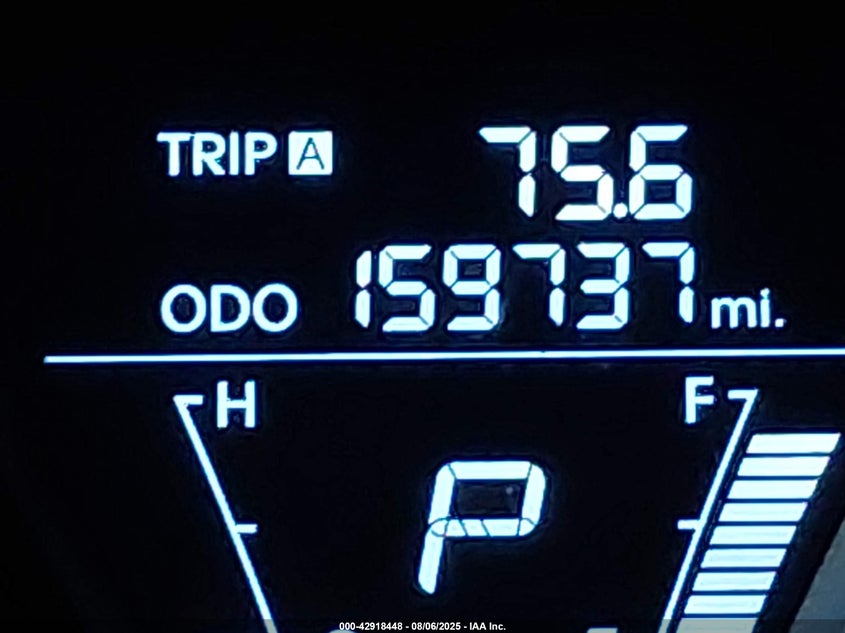 TRIP A 75.6
ODO 159737 mi.
H F
P
000-42918448 - 08/06/2025 - IAA Inc.